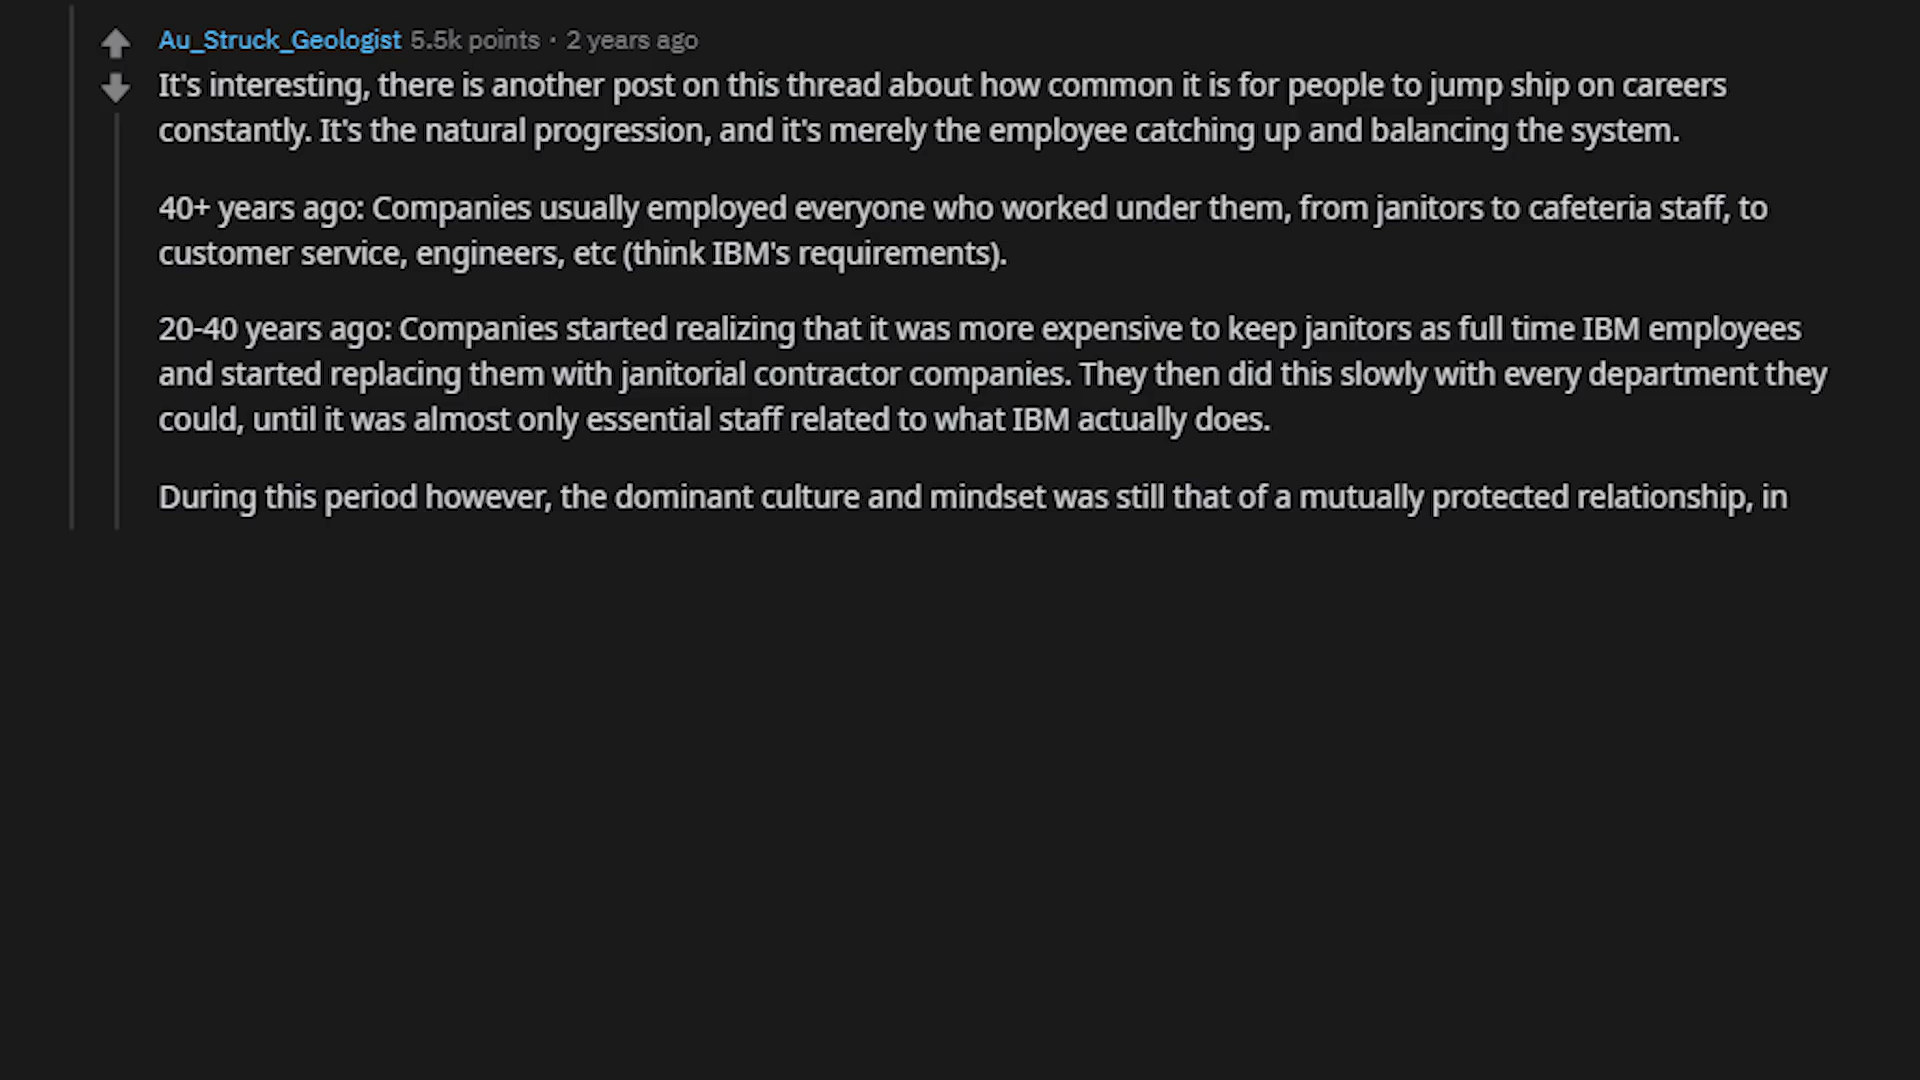 Au_Struck_Geologist 5.5k points · 2 years ago
It's interesting, there is another post on this thread about how common it is for people to jump ship on careers
constantly. It's the natural progression, and it's merely the employee catching up and balancing the system.
40+ years ago: Companies usually employed everyone who worked under them, from janitors to cafeteria staff, to
customer service, engineers, etc (think IBM's requirements).
20-40 years ago: Companies started realizing that it was more expensive to keep janitors as full time IBM employees
and started replacing them with janitorial contractor companies. They then did this slowly with every department they
could, until it was almost only essential staff related to what IBM actually does.
During this period however, the dominant culture and mindset was still that of a mutually protected relationship, in